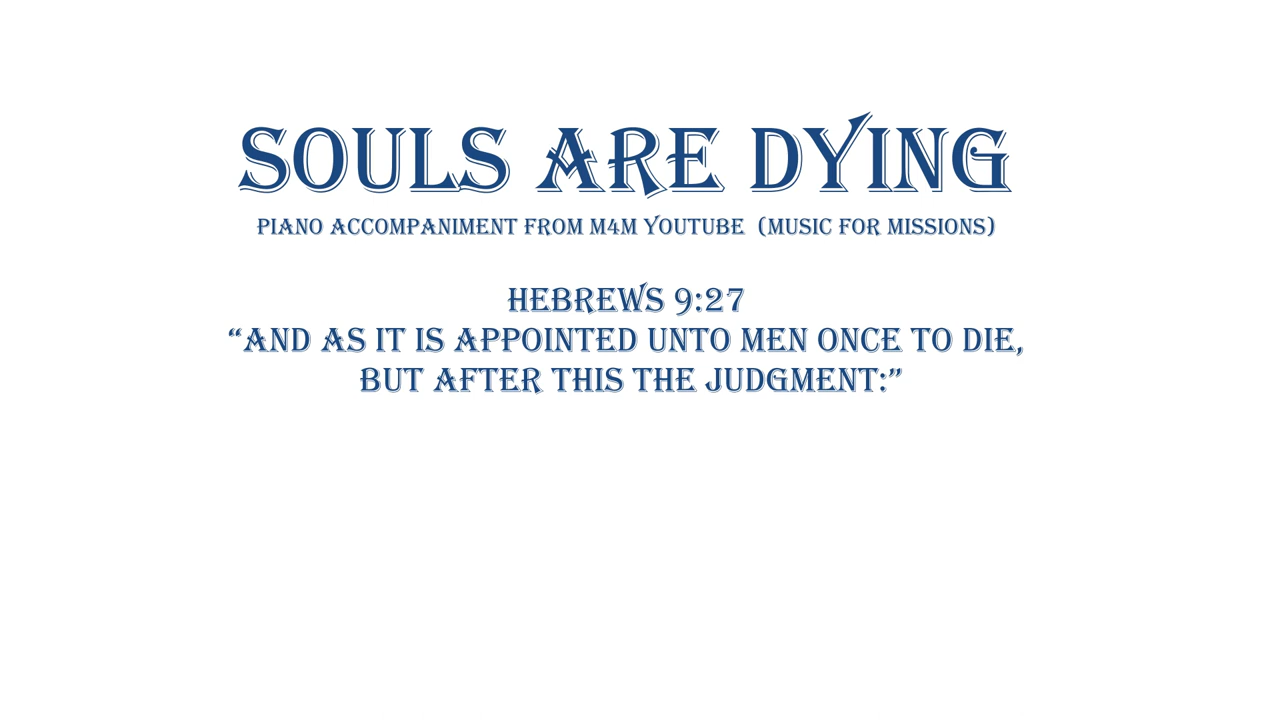 SOULS ARE DYING
PIANO ACCOMPANIMENT FROM M4M YOUTUBE (MUSIC FOR MISSIONS)
HEBREWS 9:27
“AND AS IT IS APPOINTED UNTO MEN ONCE TO DIE,
BUT AFTER THIS THE JUDGMENT:”